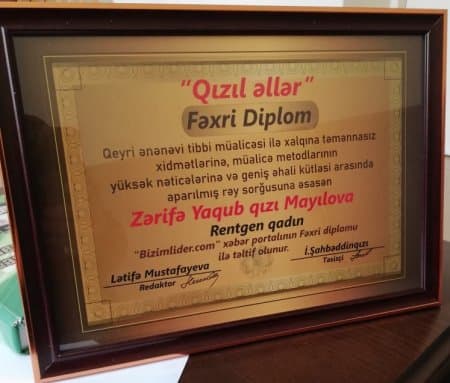 "Qızıl əllər"
Fəxri Diplom
Qeyri ənənəvi tibbi müalicəsi ilə xalqına təmənnasız
xidmətlərinə, müalicə metodlarının
yüksək nəticələrinə və geniş əhali kütləsi arasında
aparılmış rəy sorğusuna əsasən
Zərifə Yaqub qızı Mayılova
Rentgen qadın
"Bizimlider.com" xəbər portalının Fəxri diplomu
ilə təltif olunur.
Lətifə Mustafayeva İ.Şahbəddinqızı
Redaktor Təsisçi